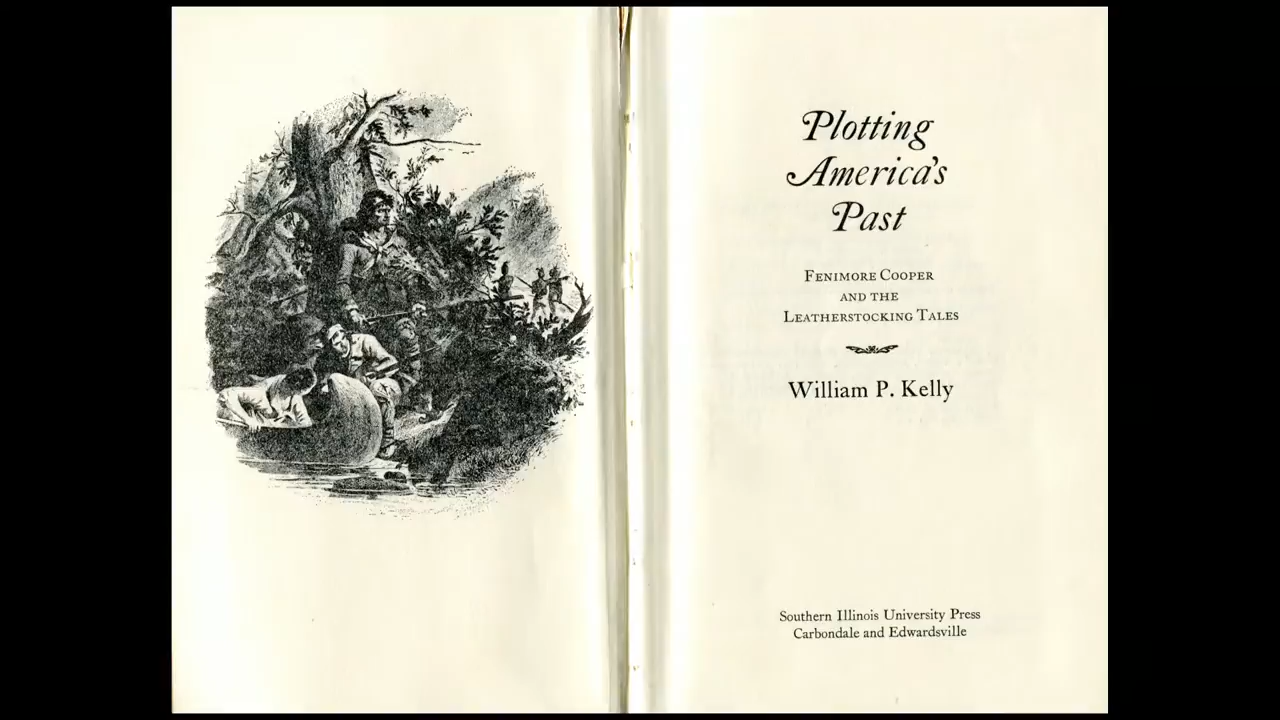 Plotting
America's
Past
Fenimore Cooper
and the
Leatherstocking Tales
William P. Kelly
Southern Illinois University Press
Carbondale and Edwardsville